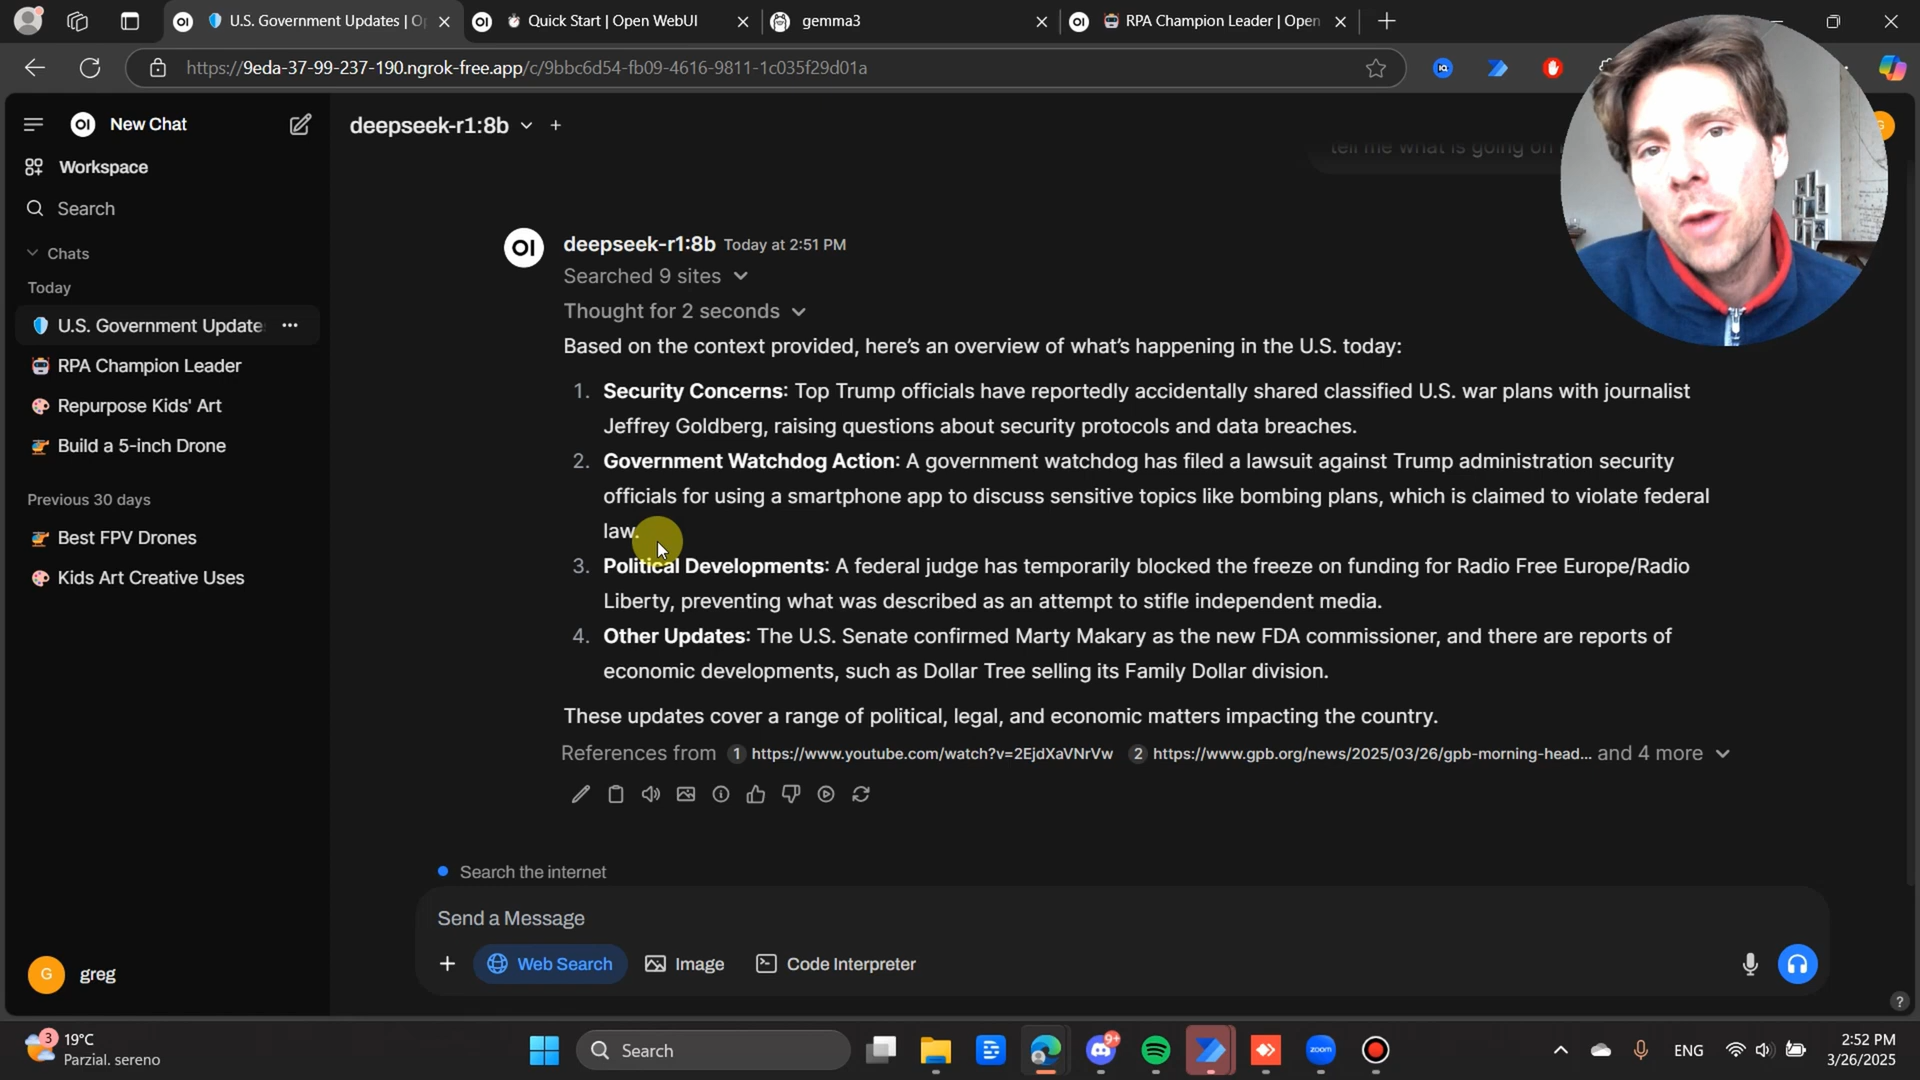 U.S. Government Updates | O
Quick Start | Open WebUI
gemma3
RPA Champion Leader | Open
https://9eda-37-99-237-190.ngrok-free.app/c/9bbc6d54-fb09-4616-9811-1c035f29d01a
OI New Chat
deepseek-r1:8b
G
Workspace
tell me what is going on
Search
Chats
Today
U.S. Government Update
RPA Champion Leader
Repurpose Kids' Art
Build a 5-inch Drone
Previous 30 days
Best FPV Drones
Kids Art Creative Uses
OI deepseek-r1:8b Today at 2:51 PM
Searched 9 sites
Thought for 2 seconds
Based on the context provided, here's an overview of what's happening in the U.S. today:
1. Security Concerns: Top Trump officials have reportedly accidentally shared classified U.S. war plans with journalist
Jeffrey Goldberg, raising questions about security protocols and data breaches.
2. Government Watchdog Action: A government watchdog has filed a lawsuit against Trump administration security
officials for using a smartphone app to discuss sensitive topics like bombing plans, which is claimed to violate federal
law.
3. Political Developments: A federal judge has temporarily blocked the freeze on funding for Radio Free Europe/Radio
Liberty, preventing what was described as an attempt to stifle independent media.
4. Other Updates: The U.S. Senate confirmed Marty Makary as the new FDA commissioner, and there are reports of
economic developments, such as Dollar Tree selling its Family Dollar division.
These updates cover a range of political, legal, and economic matters impacting the country.
References from 1 https://www.youtube.com/watch?v=2EjdXaVNrVw 2 https://www.gpb.org/news/2025/03/26/gpb-morning-head... and 4 more
Search the internet
Send a Message
Web Search Image Code Interpreter
G greg
?
3 19°C
Parzial. sereno
Search
9+
zoom
ENG
2:52 PM
3/26/2025